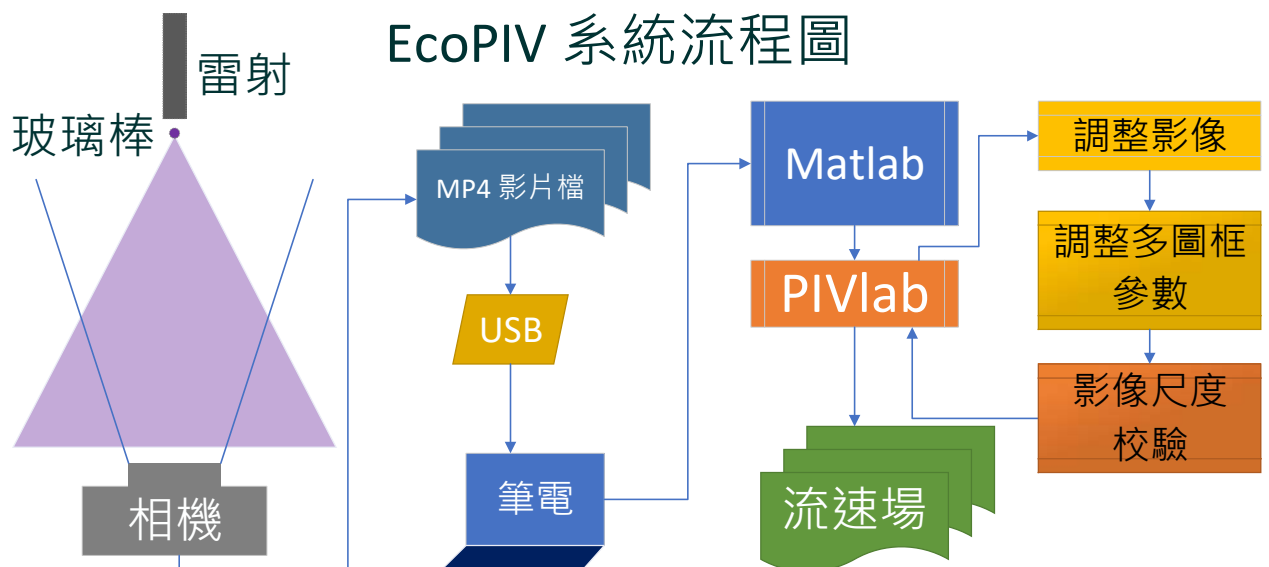 EcoPIV 系統流程圖
雷射
玻璃棒
相機
MP4 影片檔
USB
筆電
Matlab
PIVlab
調整影像
調整多圖框
參數
影像尺度
校驗
流速場